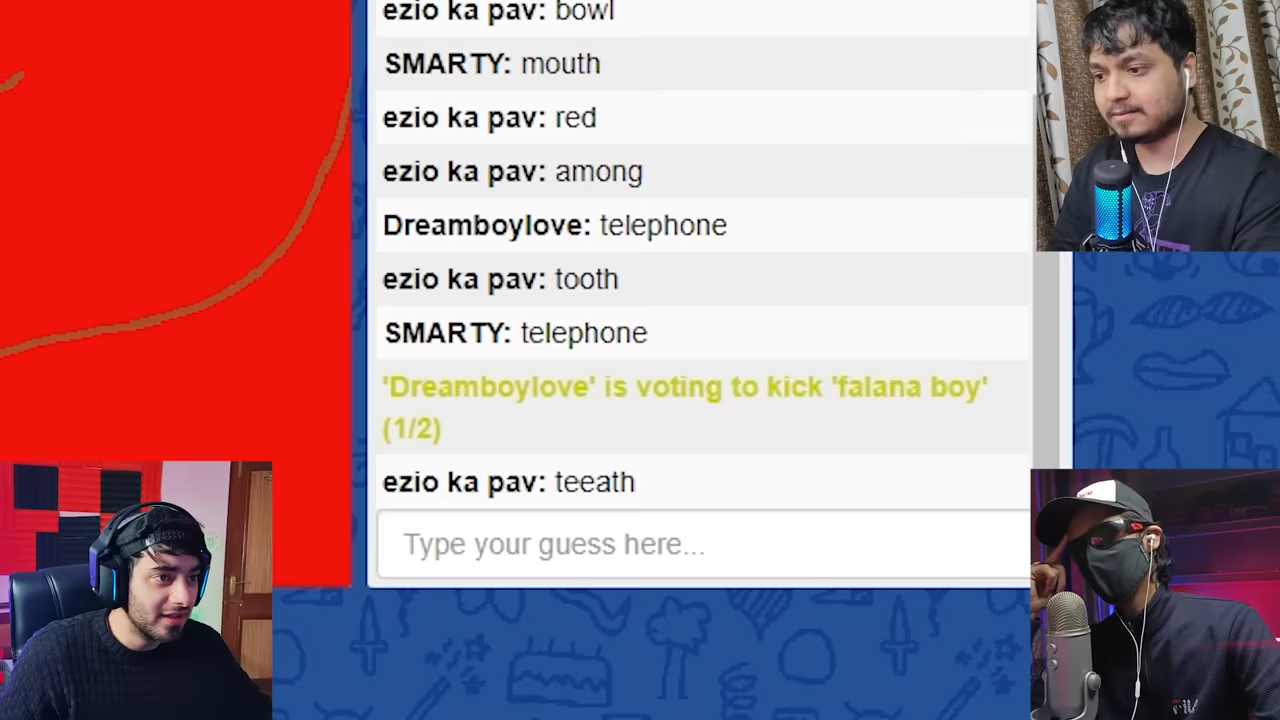 ezio ka pav: bowl
SMARTY: mouth
ezio ka pav: red
ezio ka pav: among
Dreamboylove: telephone
ezio ka pav: tooth
SMARTY: telephone
'Dreamboylove' is voting to kick 'falana boy'
(1/2)
ezio ka pav: teeath
Type your guess here...